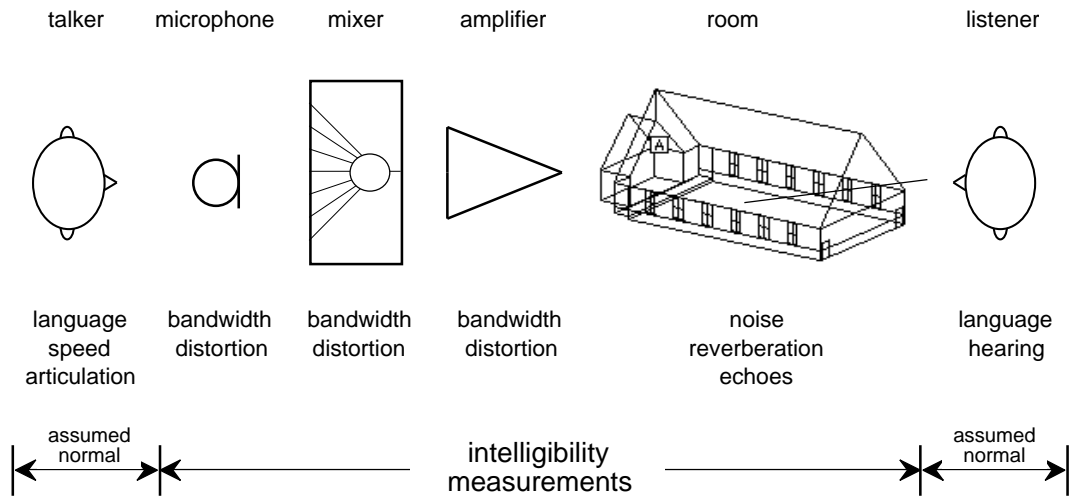 talker microphone mixer amplifier room listener
A
language bandwidth bandwidth bandwidth noise language
speed distortion distortion distortion reverberation hearing
articulation echoes
assumed assumed
normal intelligibility normal
measurements